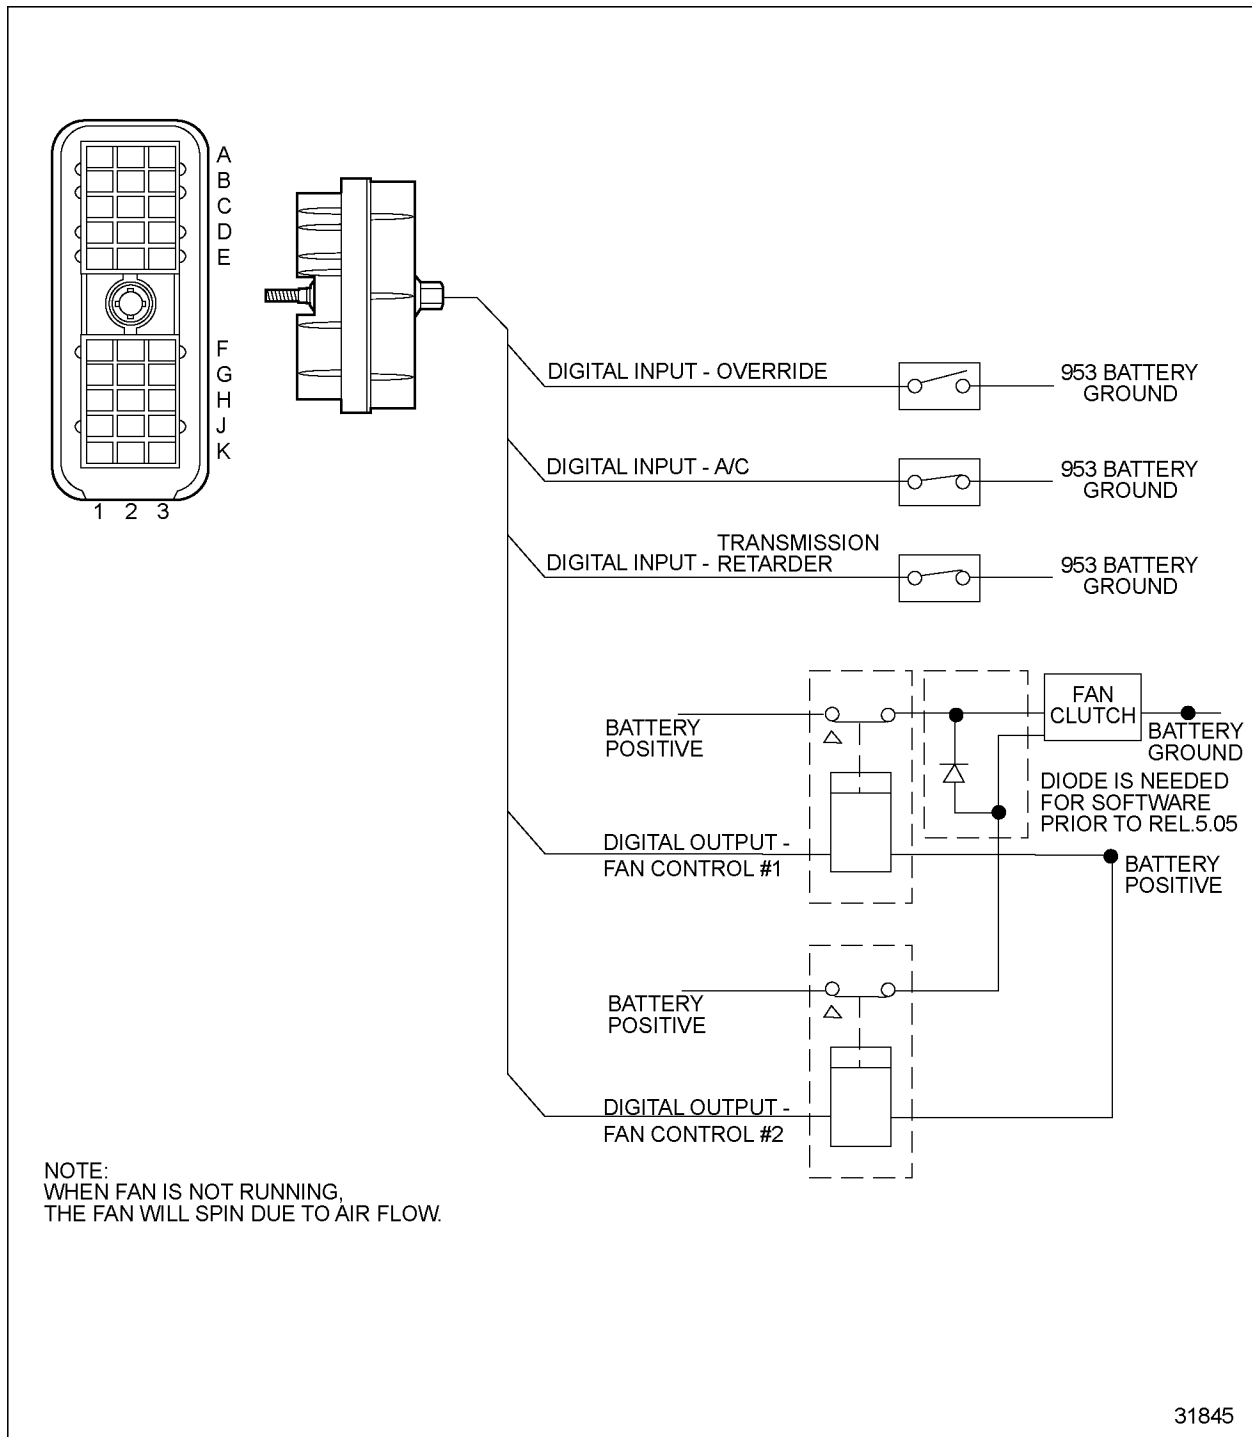 A
B
C
D
E
F
G
H
J
K
1 2 3
DIGITAL INPUT - OVERRIDE
953 BATTERY
GROUND
DIGITAL INPUT - A/C
953 BATTERY
GROUND
TRANSMISSION
DIGITAL INPUT - RETARDER
953 BATTERY
GROUND
BATTERY
POSITIVE
FAN
CLUTCH
BATTERY
GROUND
DIODE IS NEEDED
FOR SOFTWARE
PRIOR TO REL.5.05
DIGITAL OUTPUT -
FAN CONTROL #1
BATTERY
POSITIVE
BATTERY
POSITIVE
DIGITAL OUTPUT -
FAN CONTROL #2
NOTE:
WHEN FAN IS NOT RUNNING,
THE FAN WILL SPIN DUE TO AIR FLOW.
31845